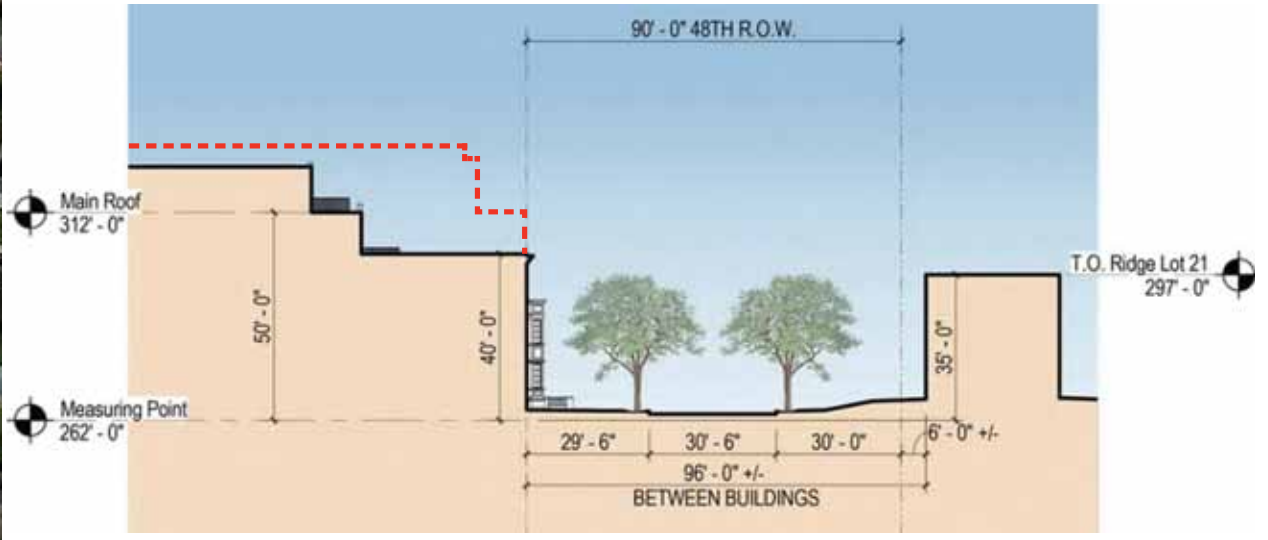 90' - 0" 48TH R.O.W.
Main Roof
312' - 0"
T.O. Ridge Lot 21
297' - 0"
50' - 0"
40' - 0"
35' - 0"
Measuring Point
262' - 0"
29' - 6"
30' - 6"
30' - 0"
6' - 0" +/-
96' - 0" +/-
BETWEEN BUILDINGS